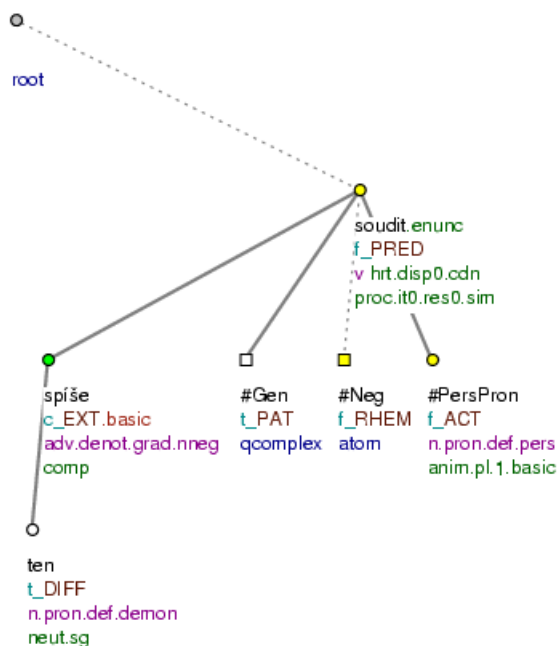 root
soudit.enunc
f_PRED
v hrt.disp0.cdn
proc.it0.res0.sim
spíše
c_EXT.basic
adv.denot.grad.nneg
comp
#Gen
t_PAT
qcomplex
#Neg
f_RHEM
atom
#PersPron
f_ACT
n.pron.def.pers
anim.pl.1.basic
ten
t_DIFF
n.pron.def.demon
neut.sg